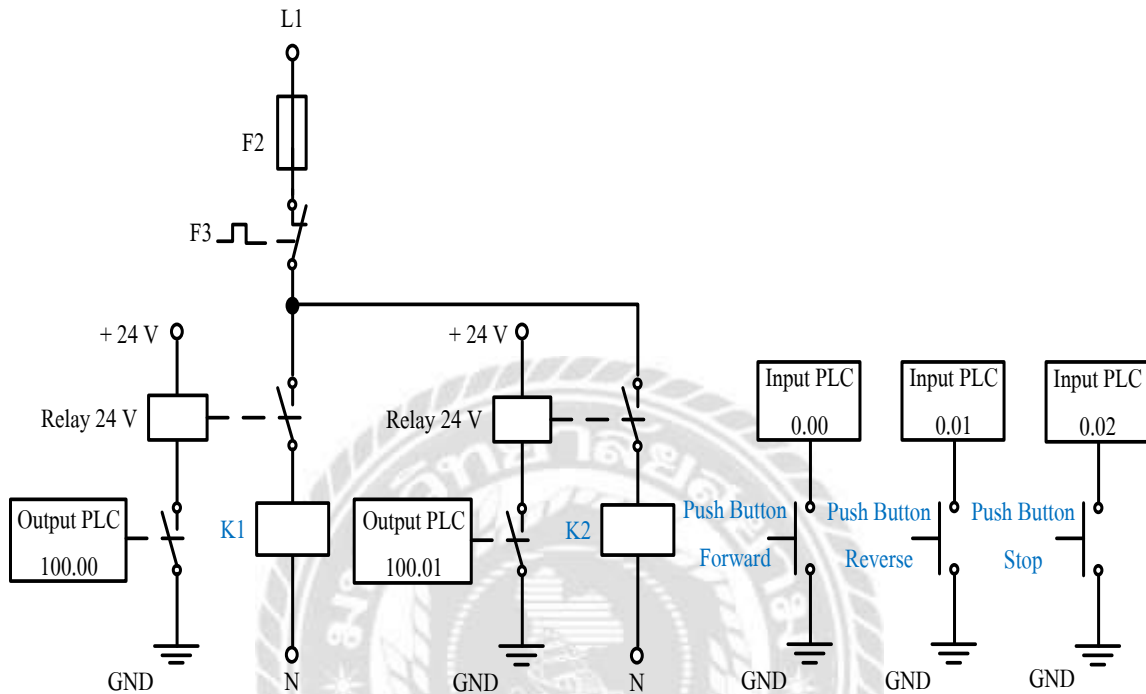 L1
F2
F3
+ 24 V
+24 V
Relay 24 V
Relay 24 V
Input PLC
0.00
Input PLC
0.01
Input PLC
0.02
Output PLC
100.00
K1
Output PLC
100.01
K2
Push Button
Forward
Push Button
Reverse
Push Button
Stop
GND
N
GND
N
GND
GND
GND